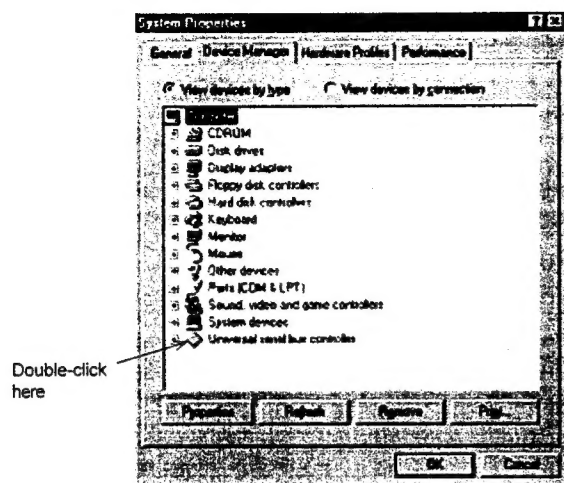 System Properties
General Device Manager Hardware Profiles Performance
View devices by type View devices by connection
Computer
CDROM
Disk drives
Display adapters
Floppy disk controllers
Hard disk controllers
Keyboard
Monitor
Mouse
Other devices
Ports (COM & LPT)
Sound, video and game controllers
System devices
Universal serial bus controller
Double-click
here
Properties Refresh Remove Print...
OK Cancel